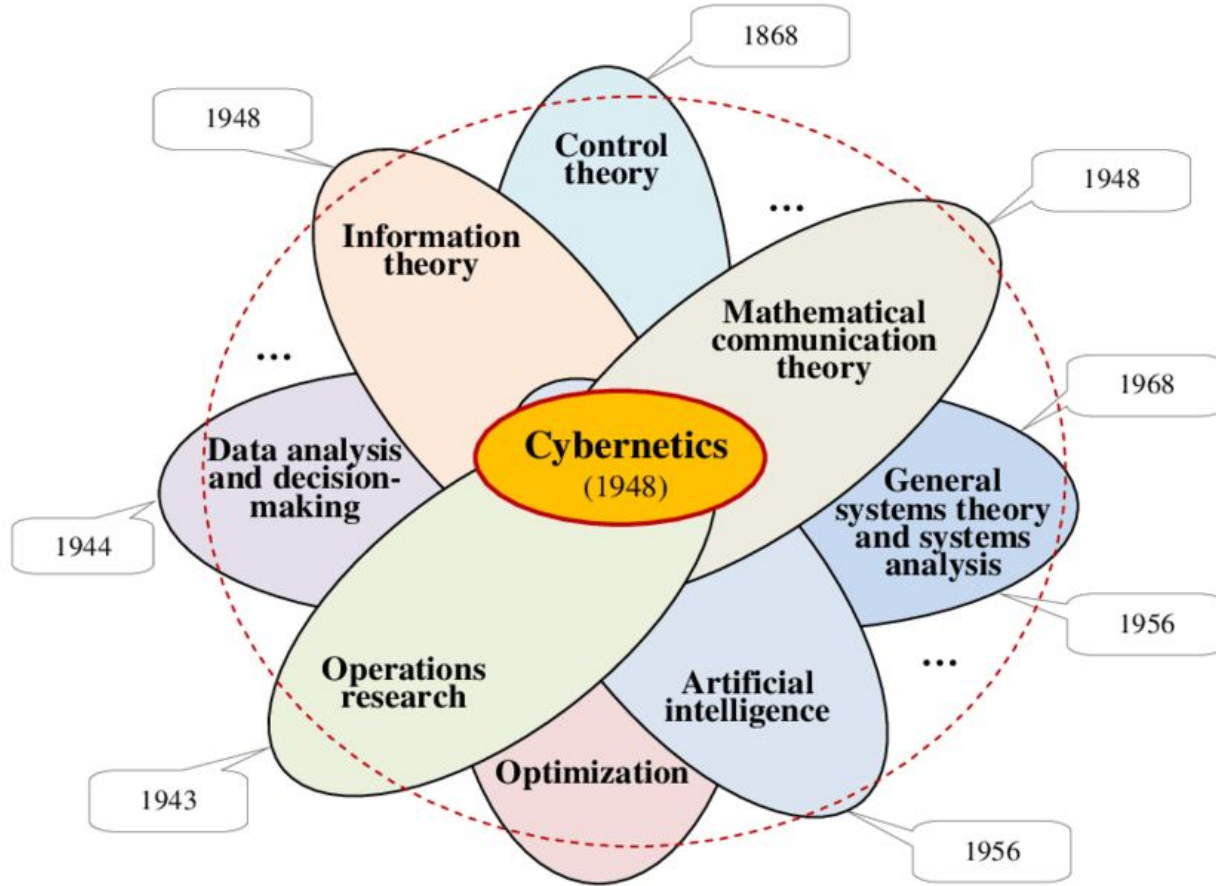 1868
1948
Control
theory
1948
...
Information
theory
Mathematical
communication
theory
...
1968
Cybernetics
(1948)
Data analysis
and decision-
making
General
systems theory
and systems
analysis
1944
1956
...
Operations
research
Artificial
intelligence
Optimization
1943
1956